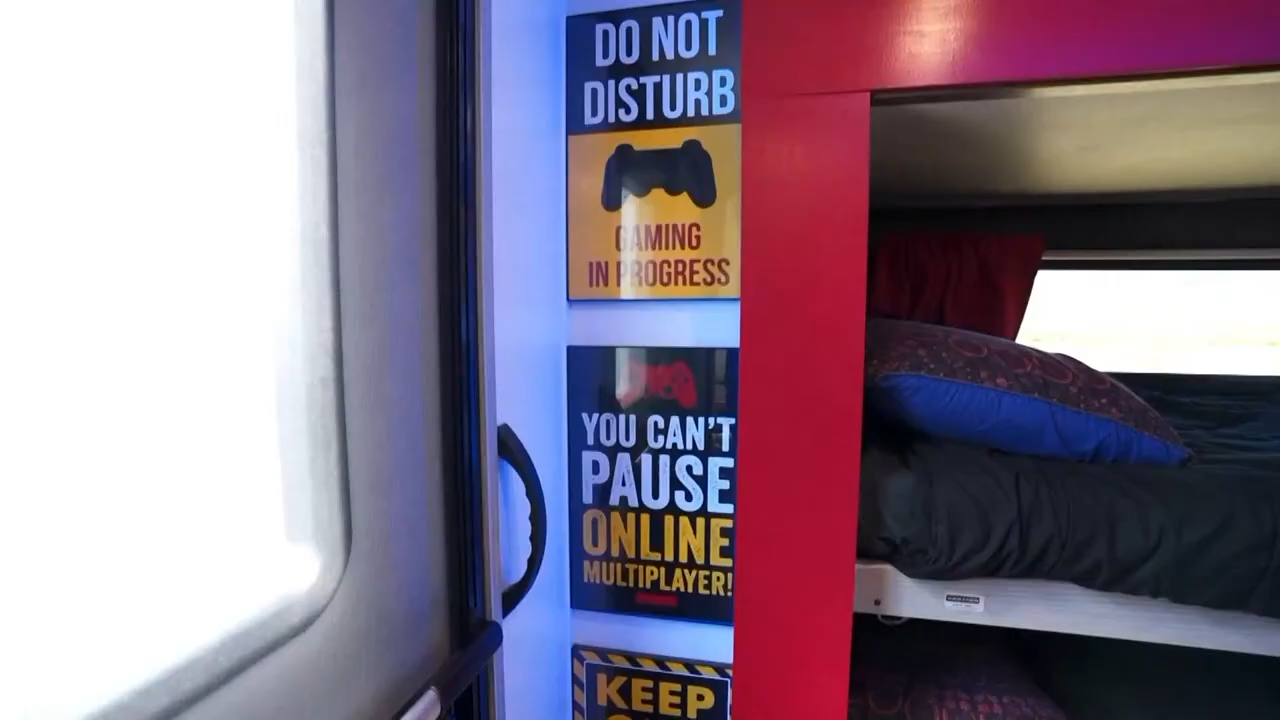 DO NOT
DISTURB
GAMING
IN PROGRESS
YOU CAN'T
PAUSE
ONLINE
MULTIPLAYER!
KEEP